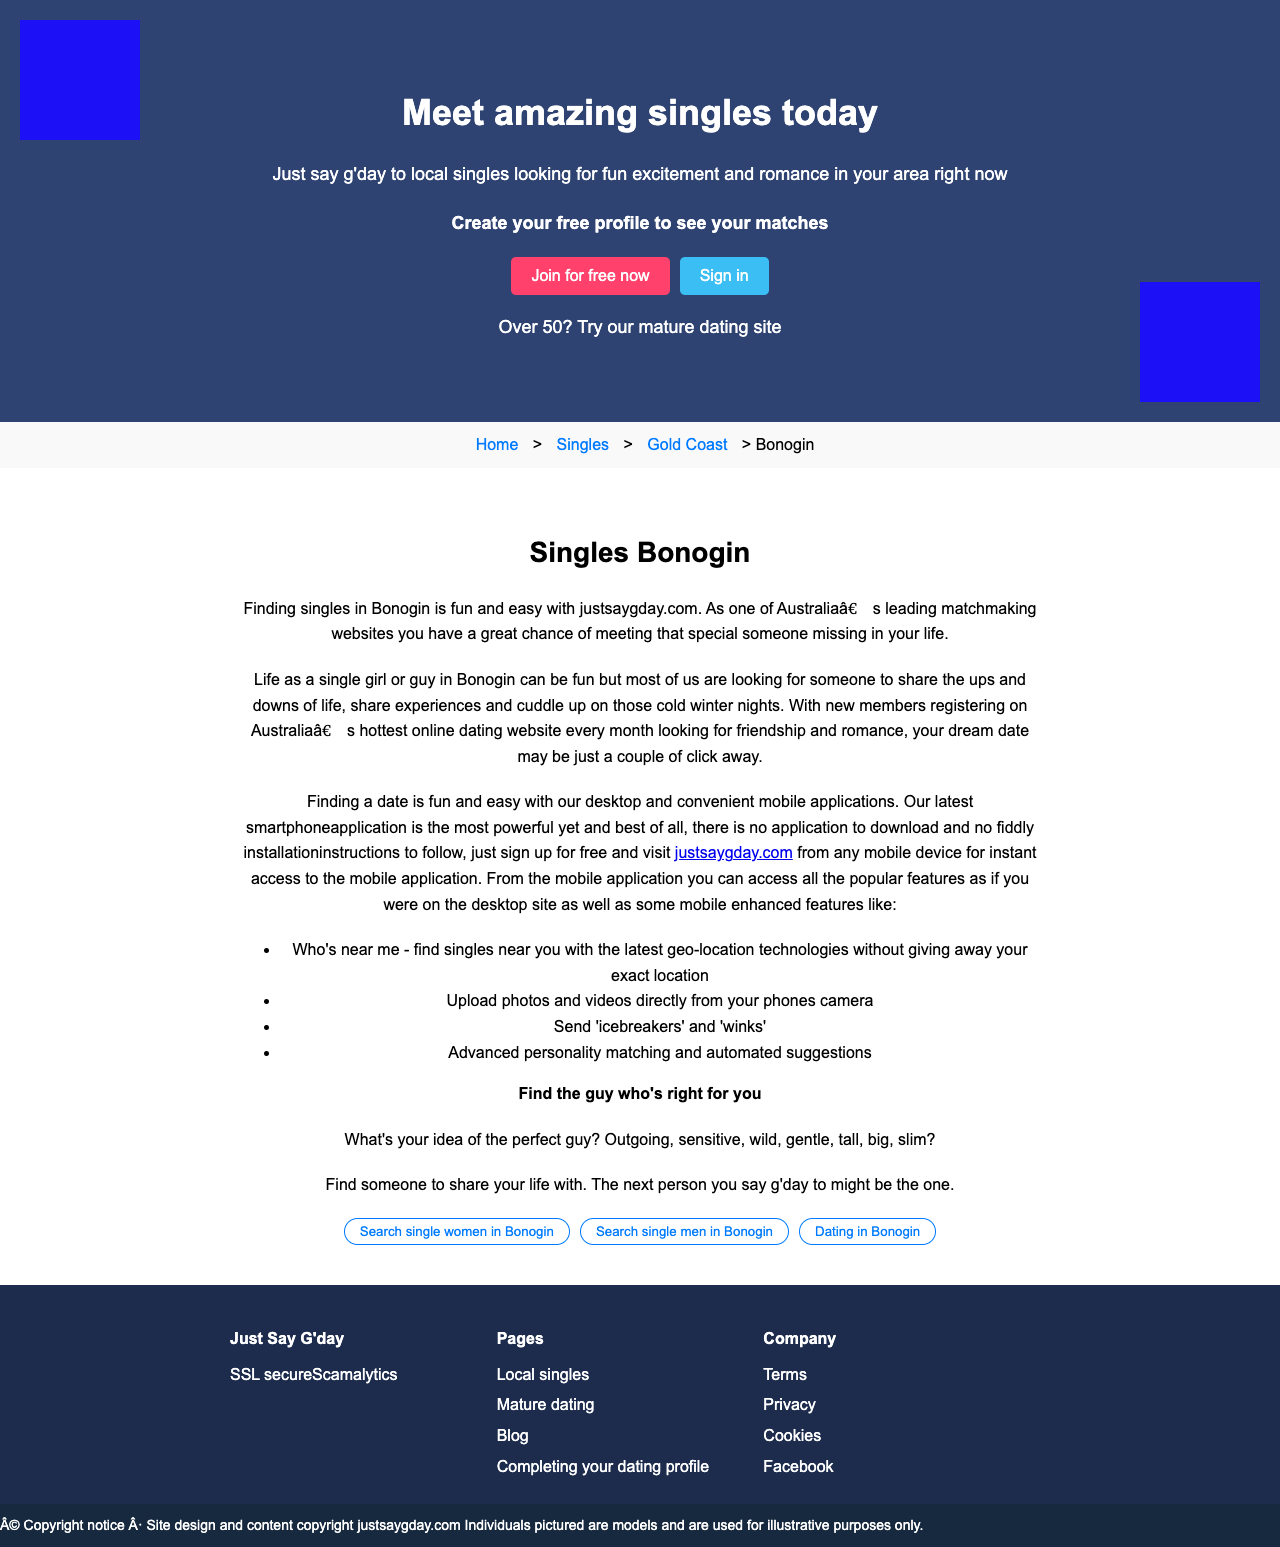 Meet amazing singles today
Just say g'day to local singles looking for fun excitement and romance in your area right now
Create your free profile to see your matches
Join for free now
Sign in
Over 50? Try our mature dating site
Home > Singles > Gold Coast > Bonogin
Singles Bonogin
Finding singles in Bonogin is fun and easy with justsaygday.com. As one of Australiaâ€ s leading matchmaking
websites you have a great chance of meeting that special someone missing in your life.
Life as a single girl or guy in Bonogin can be fun but most of us are looking for someone to share the ups and
downs of life, share experiences and cuddle up on those cold winter nights. With new members registering on
Australiaâ€ s hottest online dating website every month looking for friendship and romance, your dream date
may be just a couple of click away.
Finding a date is fun and easy with our desktop and convenient mobile applications. Our latest
smartphoneapplication is the most powerful yet and best of all, there is no application to download and no fiddly
installationinstructions to follow, just sign up for free and visit justsaygday.com from any mobile device for instant
access to the mobile application. From the mobile application you can access all the popular features as if you
were on the desktop site as well as some mobile enhanced features like:
• Who's near me - find singles near you with the latest geo-location technologies without giving away your
exact location
• Upload photos and videos directly from your phones camera
• Send 'icebreakers' and 'winks'
• Advanced personality matching and automated suggestions
Find the guy who's right for you
What's your idea of the perfect guy? Outgoing, sensitive, wild, gentle, tall, big, slim?
Find someone to share your life with. The next person you say g'day to might be the one.
Search single women in Bonogin
Search single men in Bonogin
Dating in Bonogin
Just Say G'day
SSL secureScamalytics
Pages
Local singles
Mature dating
Blog
Completing your dating profile
Company
Terms
Privacy
Cookies
Facebook
Â© Copyright notice Â· Site design and content copyright justsaygday.com Individuals pictured are models and are used for illustrative purposes only.